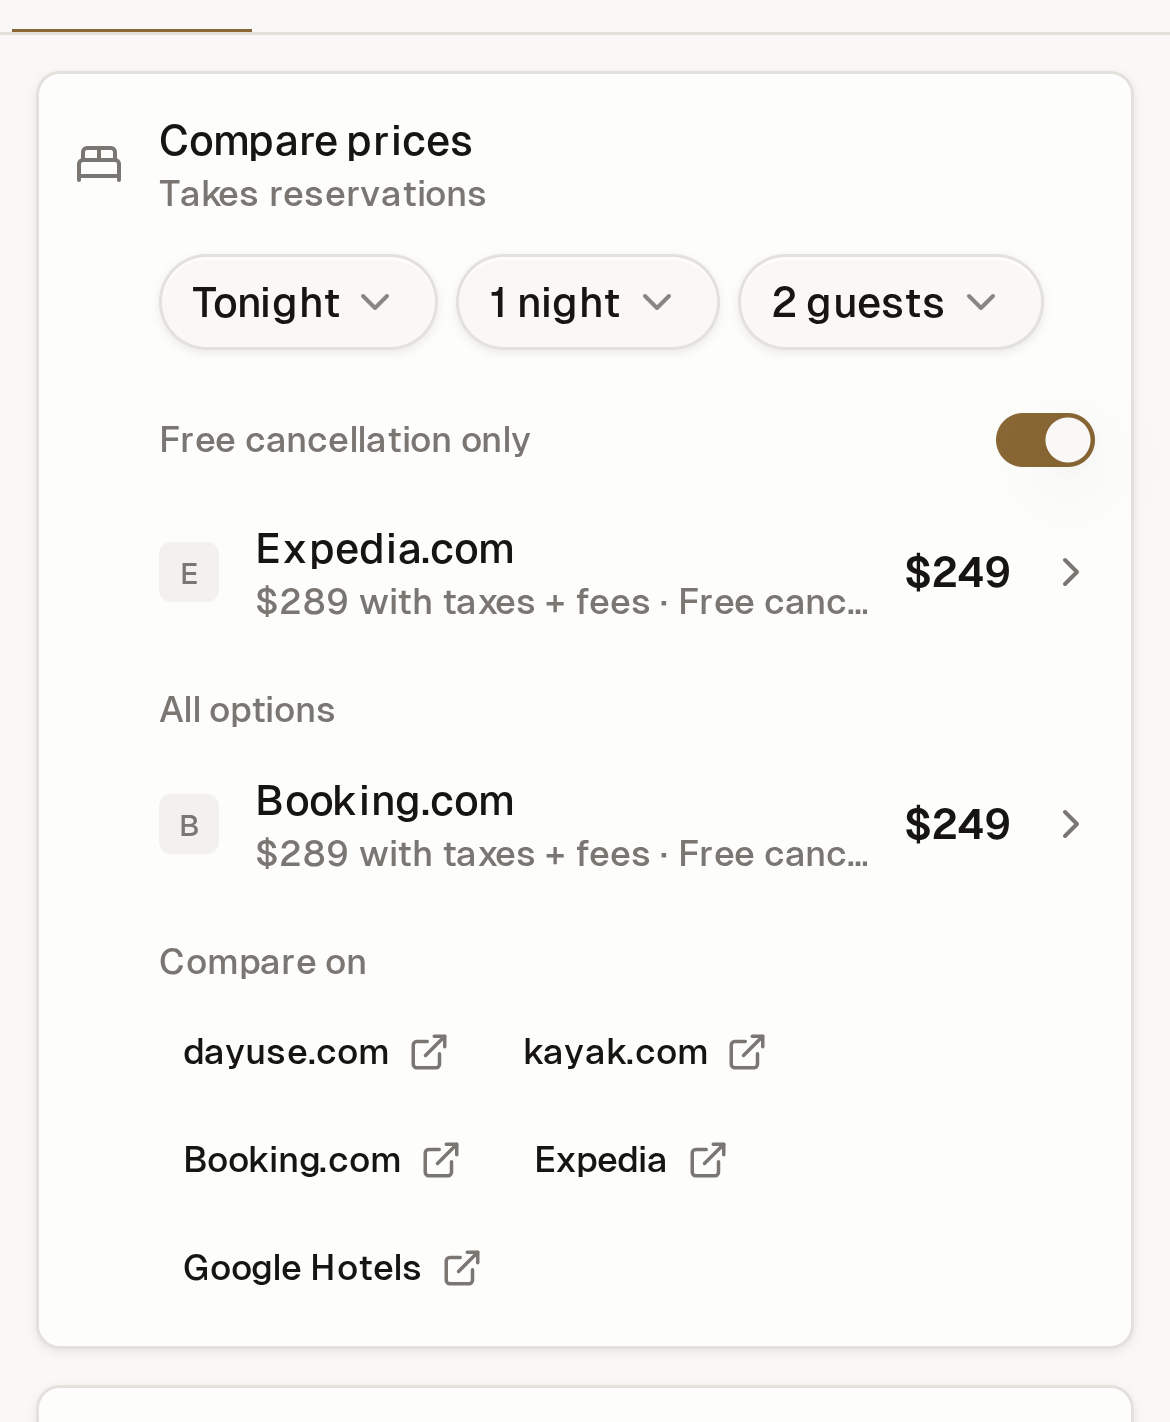 Compare prices
Takes reservations
Tonight
1 night
2 guests
Free cancellation only
E
Expedia.com
$289 with taxes + fees · Free canc...
$249
All options
B
Booking.com
$289 with taxes + fees · Free canc...
$249
Compare on
dayuse.com
kayak.com
Booking.com
Expedia
Google Hotels